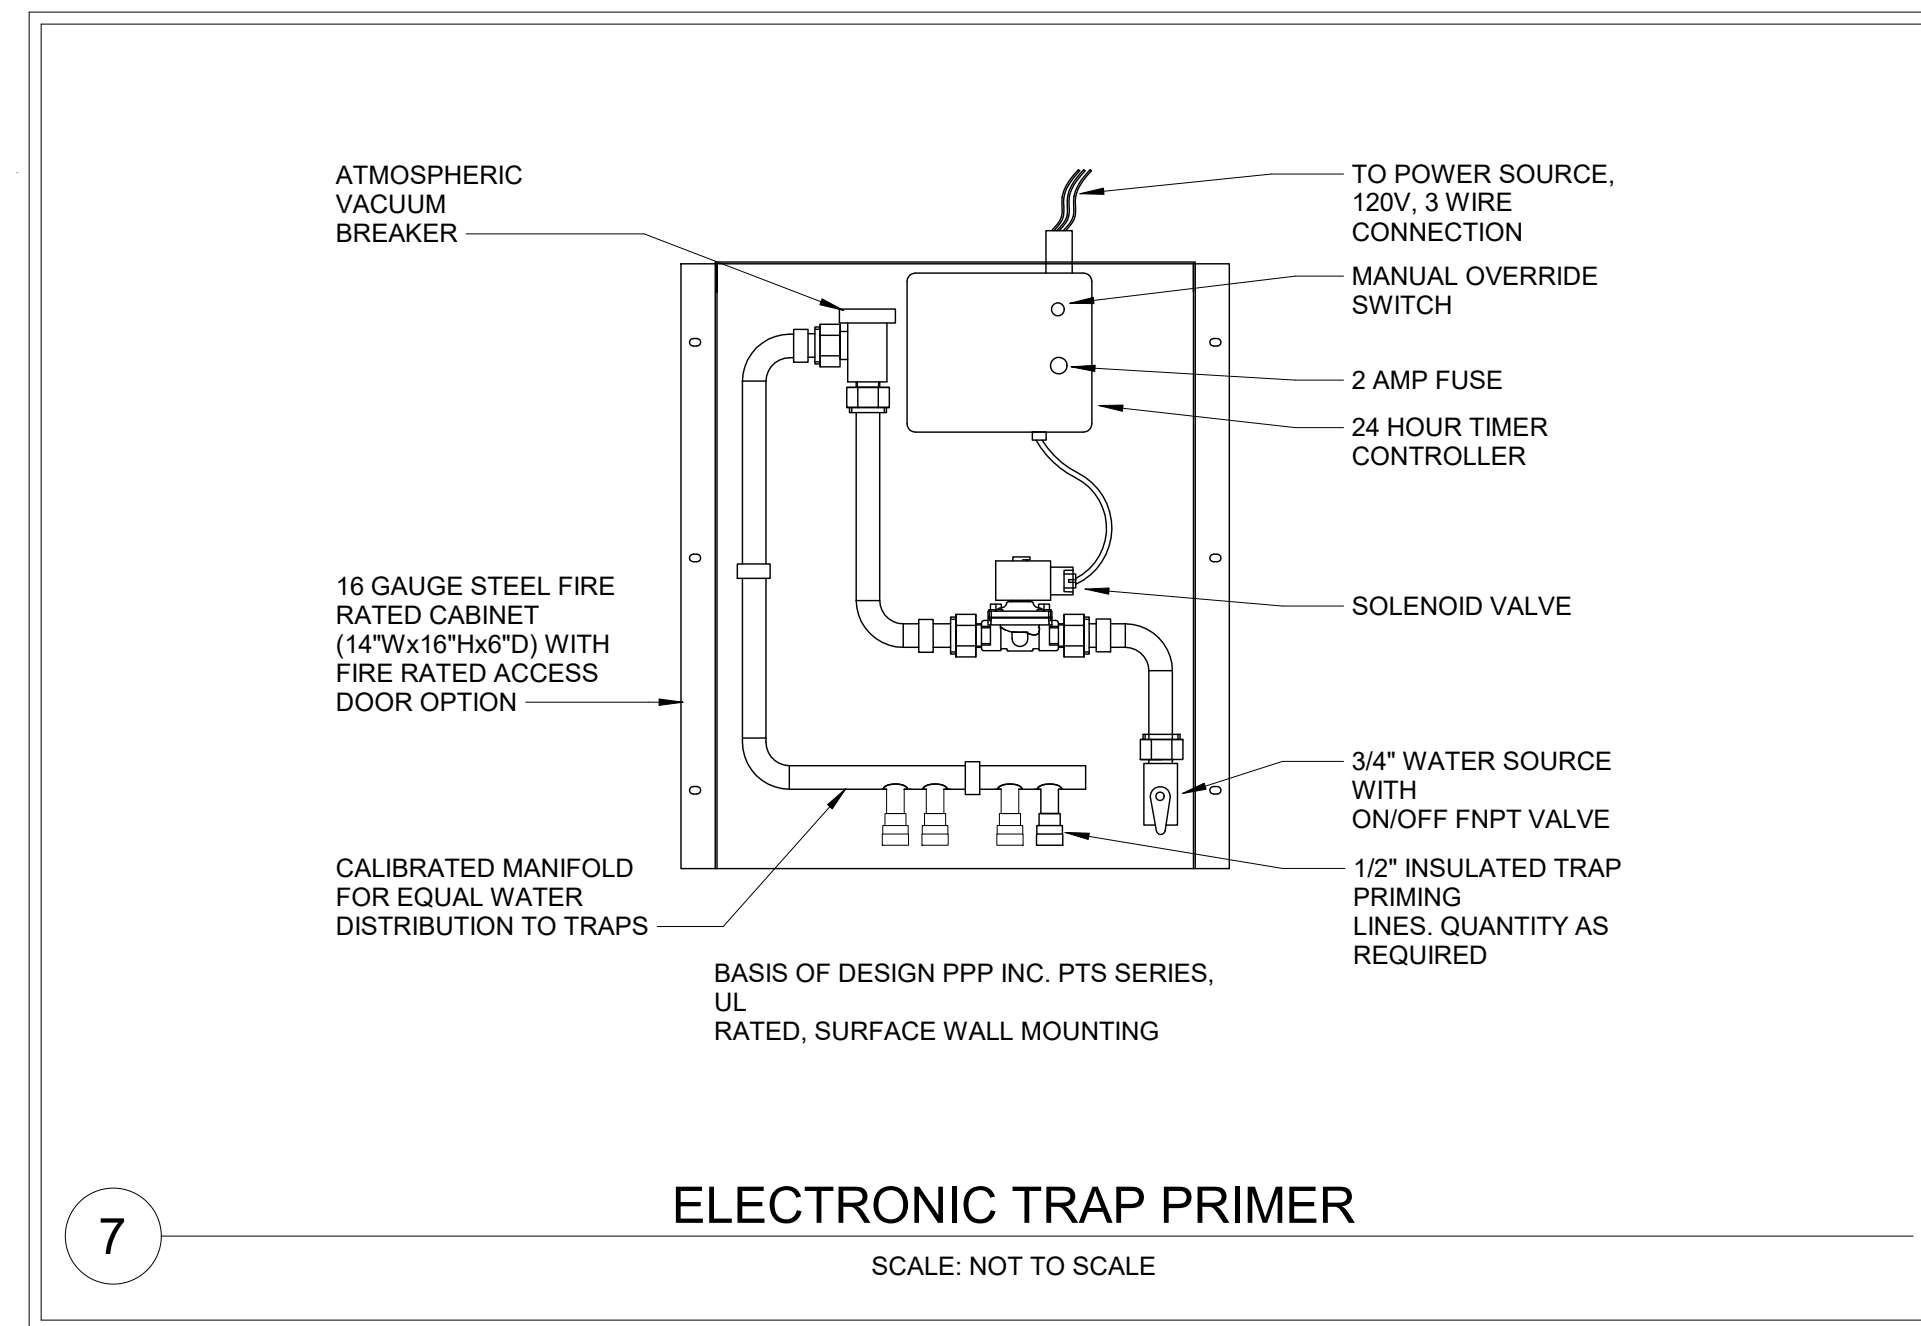 ATMOSPHERIC
VACUUM
BREAKER
TO POWER SOURCE,
120V, 3 WIRE
CONNECTION
MANUAL OVERRIDE
SWITCH
2 AMP FUSE
24 HOUR TIMER
CONTROLLER
16 GAUGE STEEL FIRE
RATED CABINET
(14"Wx16"Hx6"D) WITH
FIRE RATED ACCESS
DOOR OPTION
SOLENOID VALVE
3/4" WATER SOURCE
WITH
ON/OFF FNPT VALVE
CALIBRATED MANIFOLD
FOR EQUAL WATER
DISTRIBUTION TO TRAPS
1/2" INSULATED TRAP
PRIMING
LINES. QUANTITY AS
REQUIRED
BASIS OF DESIGN PPP INC. PTS SERIES,
UL
RATED, SURFACE WALL MOUNTING
7
ELECTRONIC TRAP PRIMER
SCALE: NOT TO SCALE